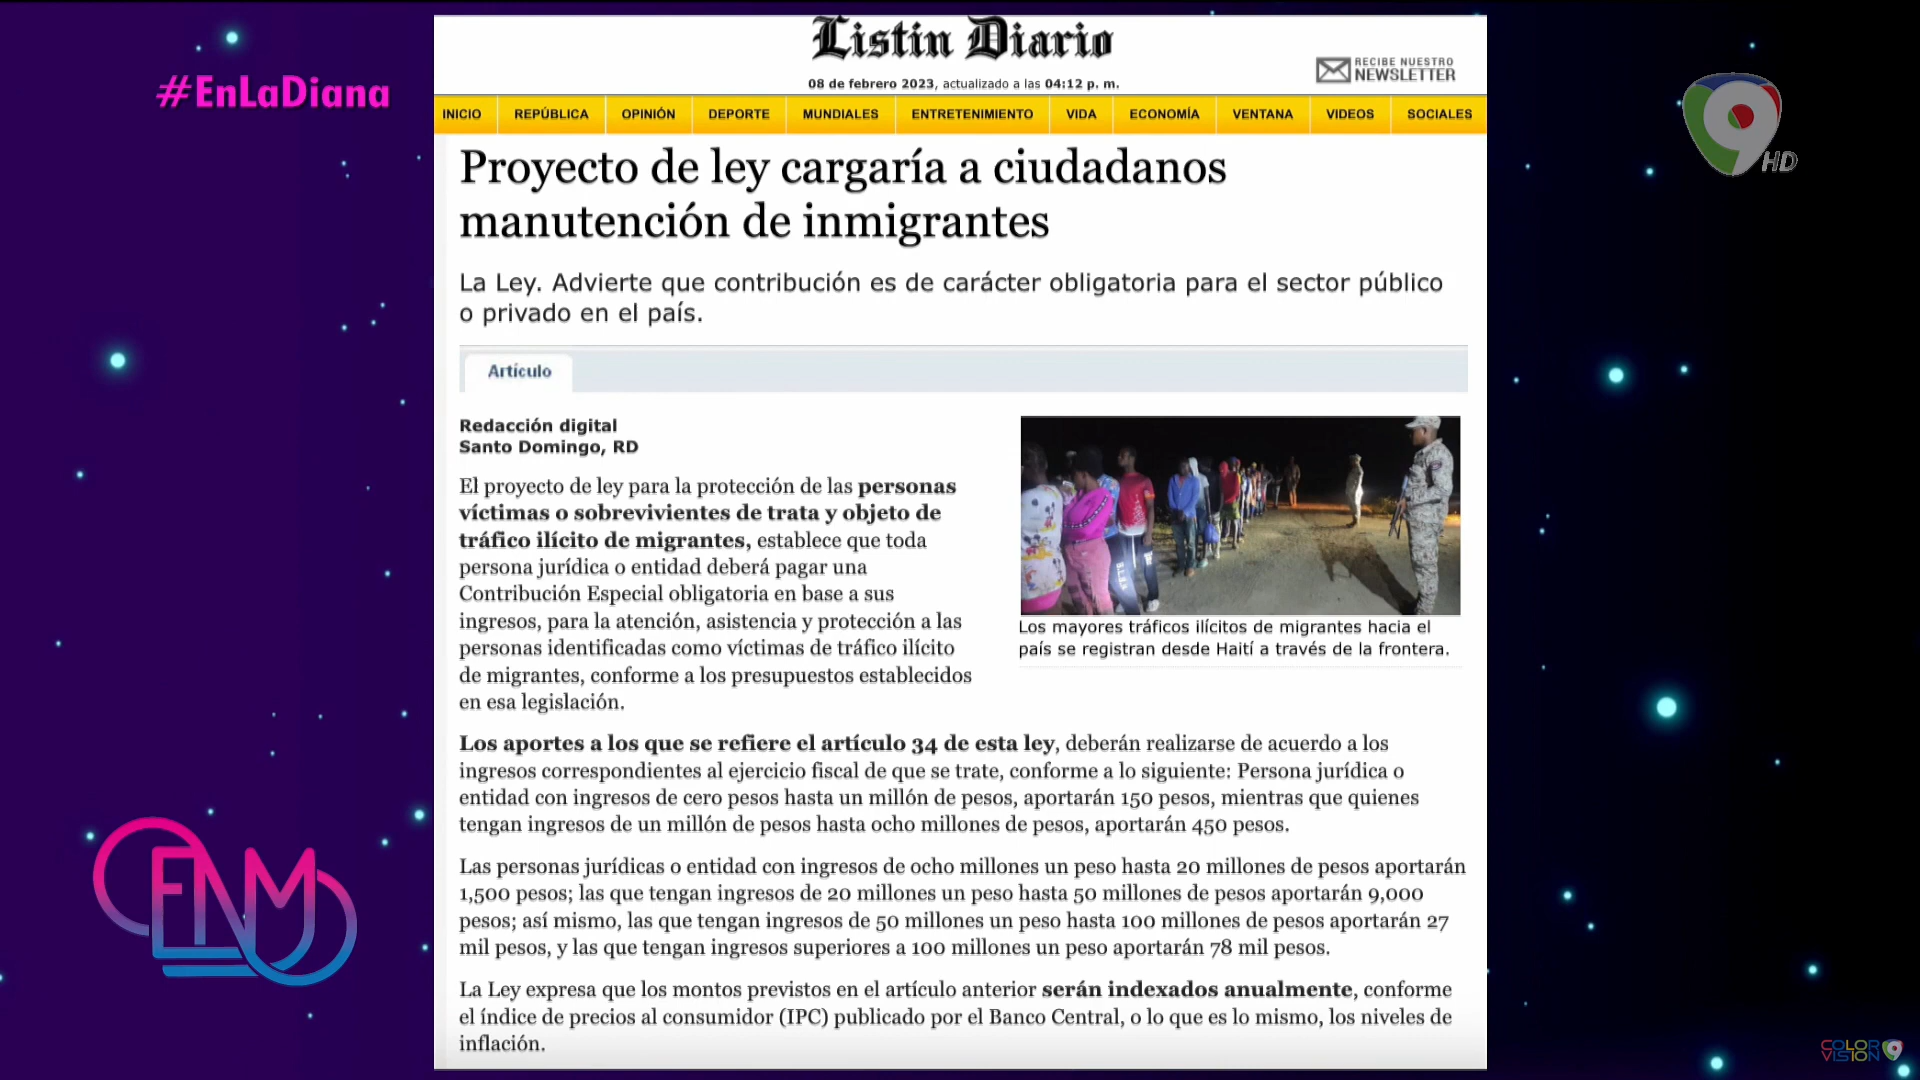 #EnLaDiana
Listin Diario
08 de febrero 2023, actualizado a las 04:12 p. m.
RECIBE NUESTRO
NEWSLETTER
HD
INICIO REPÚBLICA OPINIÓN DEPORTE MUNDIALES ENTRETENIMIENTO VIDA ECONOMÍA VENTANA VIDEOS SOCIALES
Proyecto de ley cargaría a ciudadanos
manutención de inmigrantes
La Ley. Advierte que contribución es de carácter obligatoria para el sector público
o privado en el país.
Artículo
Redacción digital
Santo Domingo, RD
El proyecto de ley para la protección de las personas
víctimas o sobrevivientes de trata y objeto de
tráfico ilícito de migrantes, establece que toda
persona jurídica o entidad deberá pagar una
Contribución Especial obligatoria en base a sus
ingresos, para la atención, asistencia y protección a las
personas identificadas como víctimas de tráfico ilícito
de migrantes, conforme a los presupuestos establecidos
en esa legislación.
Los mayores tráficos ilícitos de migrantes hacia el
país se registran desde Haití a través de la frontera.
Los aportes a los que se refiere el artículo 34 de esta ley, deberán realizarse de acuerdo a los
ingresos correspondientes al ejercicio fiscal de que se trate, conforme a lo siguiente: Persona jurídica o
entidad con ingresos de cero pesos hasta un millón de pesos, aportarán 150 pesos, mientras que quienes
tengan ingresos de un millón de pesos hasta ocho millones de pesos, aportarán 450 pesos.
Las personas jurídicas o entidad con ingresos de ocho millones un peso hasta 20 millones de pesos aportarán
1,500 pesos; las que tengan ingresos de 20 millones un peso hasta 50 millones de pesos aportarán 9,000
pesos; así mismo, las que tengan ingresos de 50 millones un peso hasta 100 millones de pesos aportarán 27
mil pesos, y las que tengan ingresos superiores a 100 millones un peso aportarán 78 mil pesos.
La Ley expresa que los montos previstos en el artículo anterior serán indexados anualmente, conforme
el índice de precios al consumidor (IPC) publicado por el Banco Central, o lo que es lo mismo, los niveles de
inflación.
ENM
COLOR
VISION 9